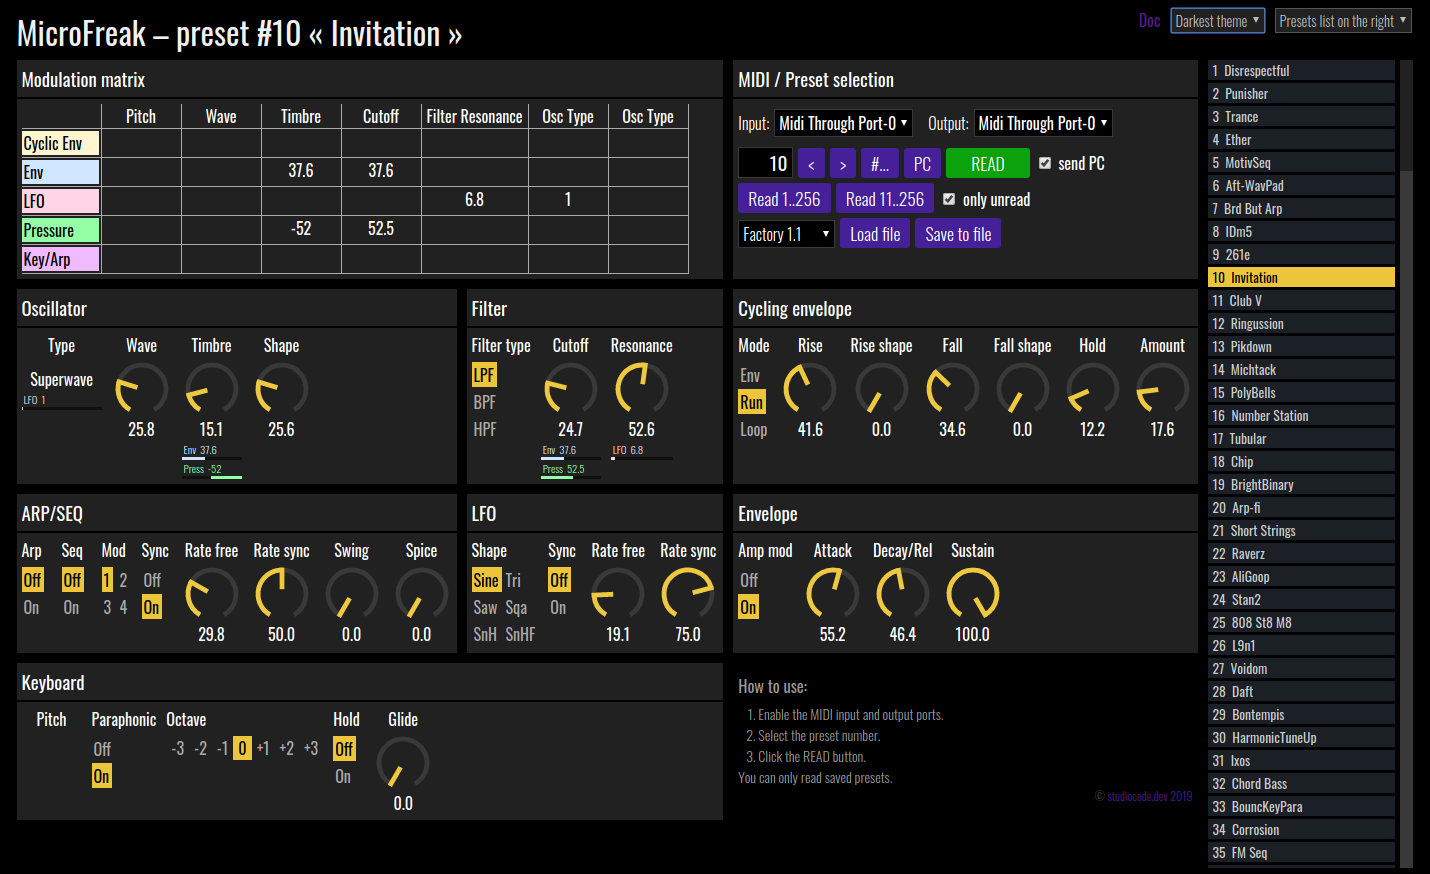 MicroFreak – preset #10 « Invitation »
Doc
Darkest theme
Presets list on the right
Modulation matrix
Pitch Wave Timbre Cutoff Filter Resonance Osc Type Osc Type
Cyclic Env
Env 37.6 37.6
LFO 6.8 1
Pressure -52 52.5
Key/Arp
MIDI / Preset selection
Input: Midi Through Port-0 Output: Midi Through Port-0
10 < > #... PC READ send PC
Read 1..256 Read 11..256 only unread
Factory 1.1 Load file Save to file
Oscillator
Type Wave Timbre Shape
Superwave
LFO 1
25.8 15.1 25.6
Env 37.6
Press -52
Filter
Filter type Cutoff Resonance
LPF
BPF
HPF
24.7 52.6
Env 37.6 LFO 6.8
Press 52.5
Cycling envelope
Mode Rise Rise shape Fall Fall shape Hold Amount
Env
Run
Loop 41.6 0.0 34.6 0.0 12.2 17.6
ARP/SEQ
Arp Seq Mod Sync Rate free Rate sync Swing Spice
Off Off 1 2 Off
On On 3 4 On
29.8 50.0 0.0 0.0
LFO
Shape Sync Rate free Rate sync
Sine Tri Off
Saw Sqa On
SnH SnHF 19.1 75.0
Envelope
Amp mod Attack Decay/Rel Sustain
Off
On
55.2 46.4 100.0
Keyboard
Pitch Paraphonic Octave Hold Glide
Off -3 -2 -1 0 +1 +2 +3 Off
On On
0.0
How to use:
1. Enable the MIDI input and output ports.
2. Select the preset number.
3. Click the READ button.
You can only read saved presets.
© studiocode.dev 2019
1 Disrespectful
2 Punisher
3 Trance
4 Ether
5 MotivSeq
6 Aft-WavPad
7 Brd But Arp
8 IDm5
9 261e
10 Invitation
11 Club V
12 Ringussion
13 Pikdown
14 Michtack
15 PolyBells
16 Number Station
17 Tubular
18 Chip
19 BrightBinary
20 Arp-fi
21 Short Strings
22 Raverz
23 AliGoop
24 Stan2
25 808 St8 M8
26 L9n1
27 Voidom
28 Daft
29 Bontempis
30 HarmonicTuneUp
31 Ixos
32 Chord Bass
33 BouncKeyPara
34 Corrosion
35 FM Seq